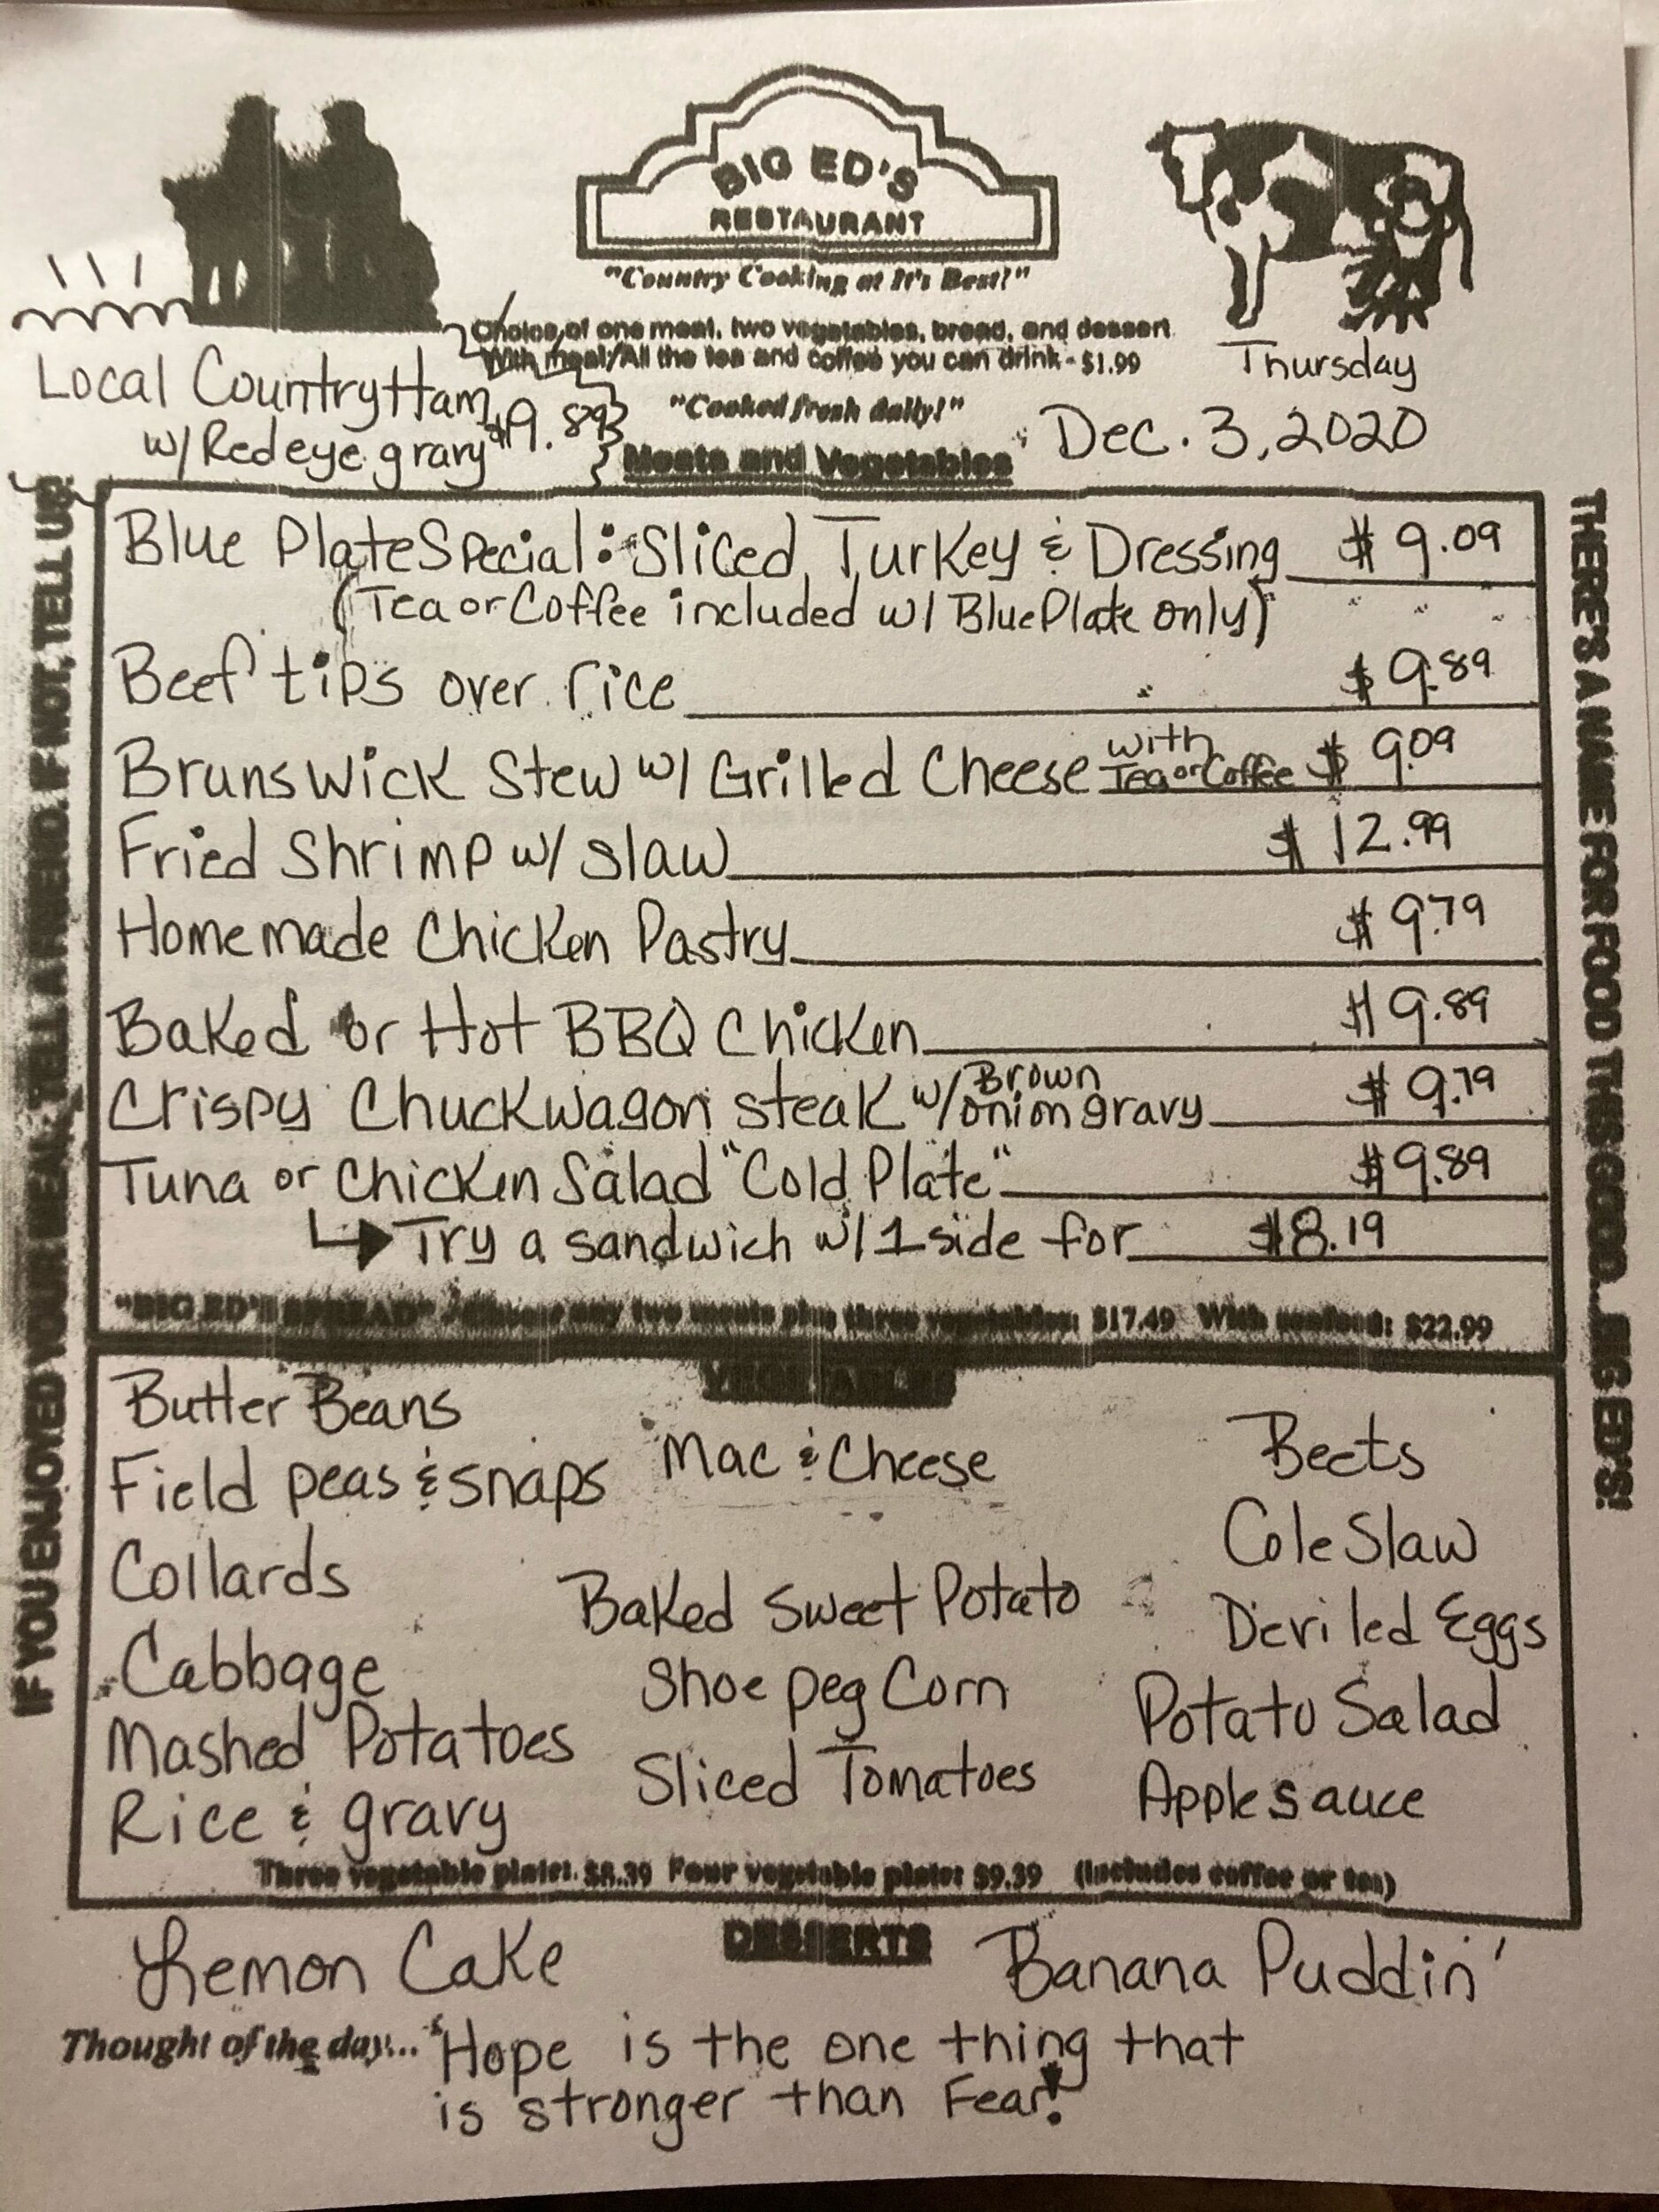 BIG ED'S
RESTAURANT
"Country Cooking at It's Best!"
Choice of one meat, two vegetables, bread, and dessert
With meal/All the tea and coffee you can drink - $1.99
Thursday
Local Country Ham
w/ Redeye gravy $9.89
"Cooked fresh daily!"
Dec. 3, 2020
Meats and Vegetables
Blue Plate Special: Sliced Turkey & Dressing $9.09
(Tea or Coffee included w/ Blue Plate only)
Beef tips over rice $9.89
Brunswick Stew w/ Grilled Cheese with Tea or Coffee $9.09
Fried Shrimp w/ slaw $12.99
Homemade Chicken Pastry $9.79
Baked or Hot BBQ Chicken $9.89
Crispy Chuckwagon steak w/ Brown onion gravy $9.79
Tuna or Chicken Salad "Cold Plate" $9.89
Try a sandwich w/ 1 side for $8.19
"BIG ED'S SPREAD" - Choose any two meats plus three vegetables: $17.49 With seafood: $22.99
VEGETABLES
Butter Beans
Field peas & snaps
Collards
Cabbage
Mashed Potatoes
Rice & gravy
Mac & Cheese
Baked Sweet Potato
Shoe peg Corn
Sliced Tomatoes
Beets
Cole Slaw
Deviled Eggs
Potato Salad
Applesauce
Three vegetable plate: $8.39 Four vegetable plate: $9.39 (Includes coffee or tea)
DESSERTS
Lemon Cake
Banana Puddin'
Thought of the day... "Hope is the one thing that
is stronger than Fear!
IF YOU ENJOYED YOUR MEAL, TELL A FRIEND. IF NOT, TELL US!
THERE'S A NAME FOR FOOD THIS GOOD...BIG ED'S!